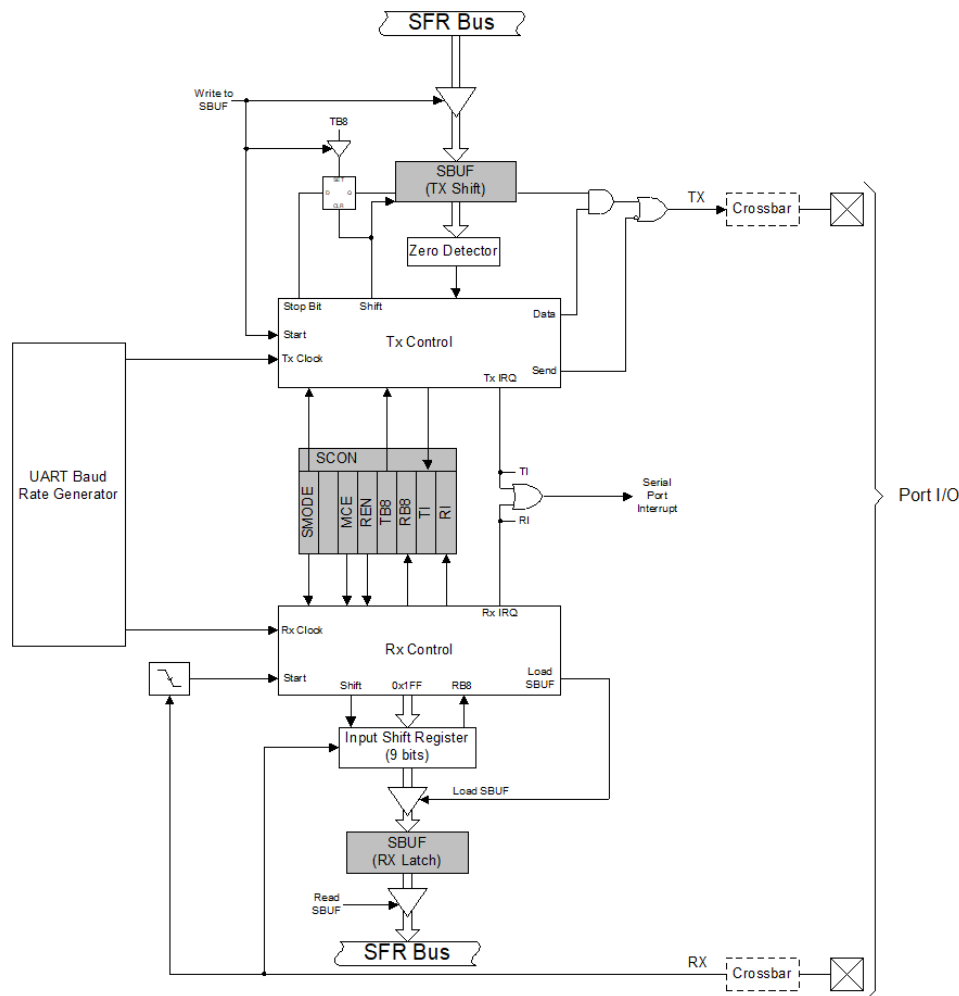 SFR Bus
Write to
SBUF
TB8
SET
D
Q
CLR
SBUF
(TX Shift)
TX
Crossbar
Zero Detector
Stop Bit
Shift
Data
Start
Tx Control
Tx Clock
Send
Tx IRQ
UART Baud
Rate Generator
SCON
SMODE
MCE
REN
TB8
RB8
TI
RI
TI
RI
Serial
Port
Interrupt
Port I/O
Rx IRQ
Rx Clock
Rx Control
Start
Load
SBUF
Shift
0x1FF
RB8
Input Shift Register
(9 bits)
Load SBUF
SBUF
(RX Latch)
Read
SBUF
SFR Bus
RX
Crossbar